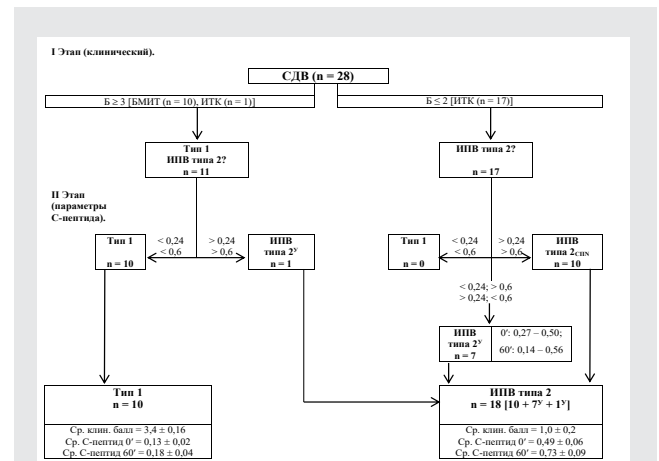 I Этап (клинический).
СДВ (n = 28)
Б ≥ 3 [БМИТ (n = 10), ИТК (n = 1)]
Б ≤ 2 [ИТК (n = 17)]
Тип 1
ИПВ типа 2?
n = 11
ИПВ типа 2?
n = 17
II Этап
(параметры
С-пептида).
Тип 1
n = 10
< 0,24
< 0,6
> 0,24
> 0,6
ИПВ
типа 2У
n = 1
Тип 1
n = 0
< 0,24
< 0,6
> 0,24
> 0,6
ИПВ
типа 2CHN
n = 10
< 0,24; > 0,6
> 0,24; < 0,6
ИПВ
типа 2У
n = 7
0′: 0,27 – 0,50;
60′: 0,14 – 0,56
Тип 1
n = 10
Ср. клин. балл = 3,4 ± 0,16
Ср. С-пептид 0′ = 0,13 ± 0,02
Ср. С-пептид 60′ = 0,18 ± 0,04
ИПВ типа 2
n = 18 [10 + 7У + 1У]
Ср. клин. балл = 1,0 ± 0,2
Ср. С-пептид 0′ = 0,49 ± 0,06
Ср. С-пептид 60′ = 0,73 ± 0,09